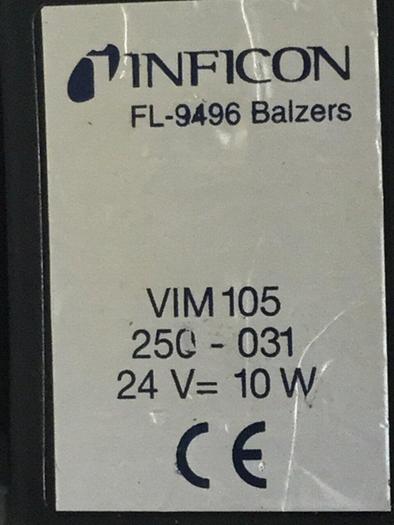 INFICON
FL-9496 Balzers
VIM 105
250 - 031
24 V= 10 W
CE